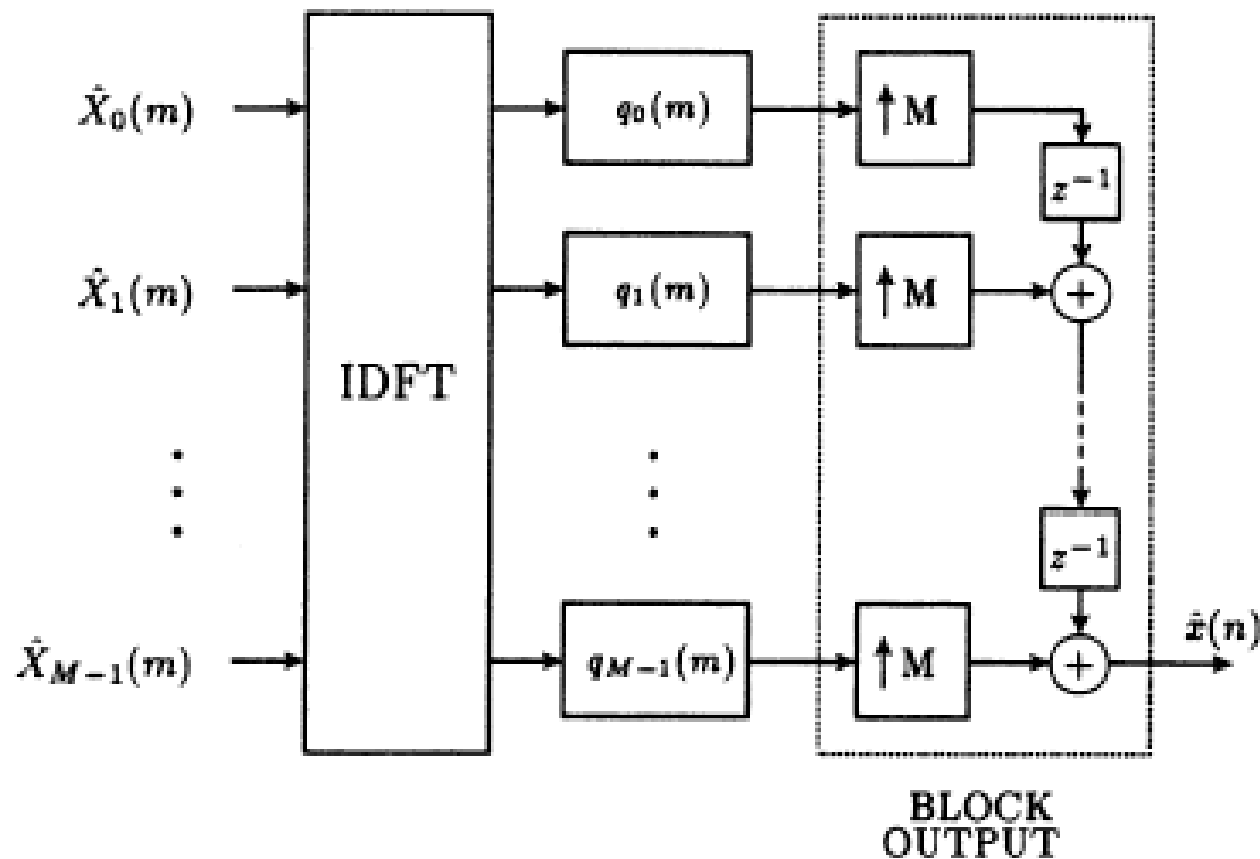 X̂₀(m)
q₀(m)
↑M
z⁻¹
X̂₁(m)
q₁(m)
↑M
+
IDFT
z⁻¹
X̂_{M−1}(m)
q_{M−1}(m)
↑M
+
x̂(n)
BLOCK
OUTPUT